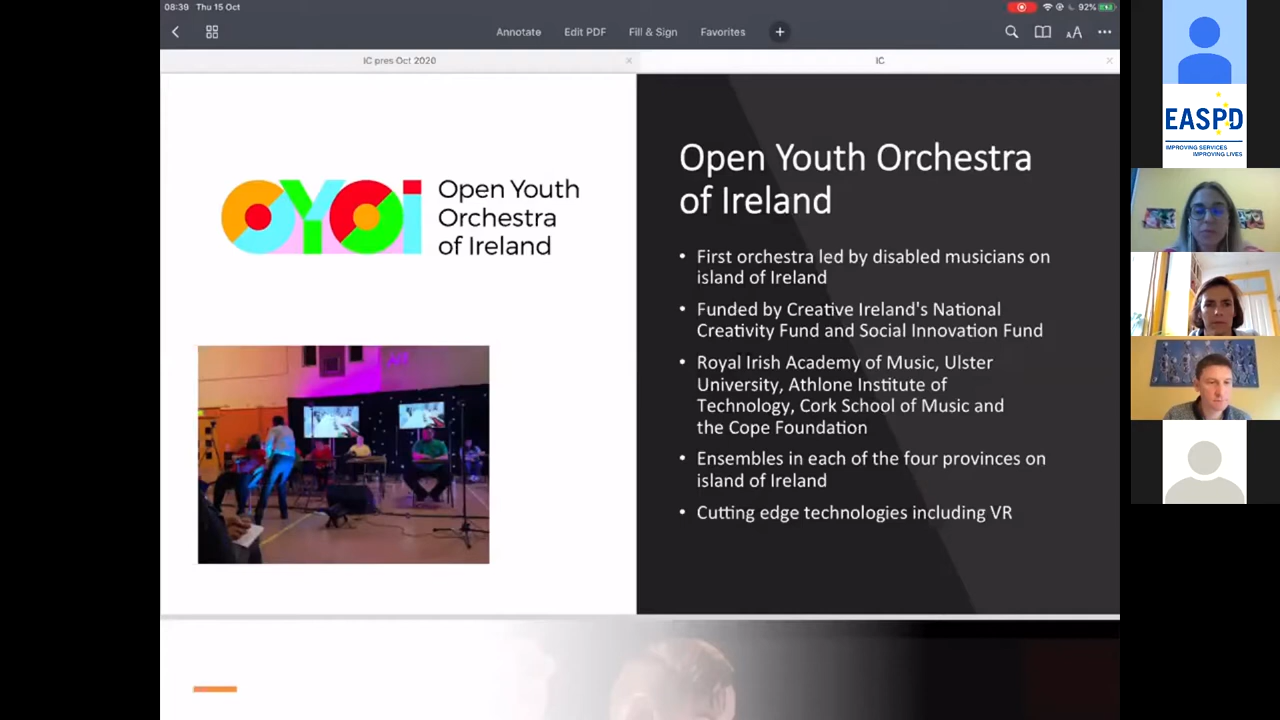 08:39 Thu 15 Oct
92%
Annotate Edit PDF Fill & Sign Favorites +
AA
IC pres Oct 2020 ×
IC ×
OYOi
Open Youth
Orchestra
of Ireland
Open Youth Orchestra
of Ireland
• First orchestra led by disabled musicians on
island of Ireland
• Funded by Creative Ireland's National
Creativity Fund and Social Innovation Fund
• Royal Irish Academy of Music, Ulster
University, Athlone Institute of
Technology, Cork School of Music and
the Cope Foundation
• Ensembles in each of the four provinces on
island of Ireland
• Cutting edge technologies including VR
EASPD
IMPROVING SERVICES
IMPROVING LIVES